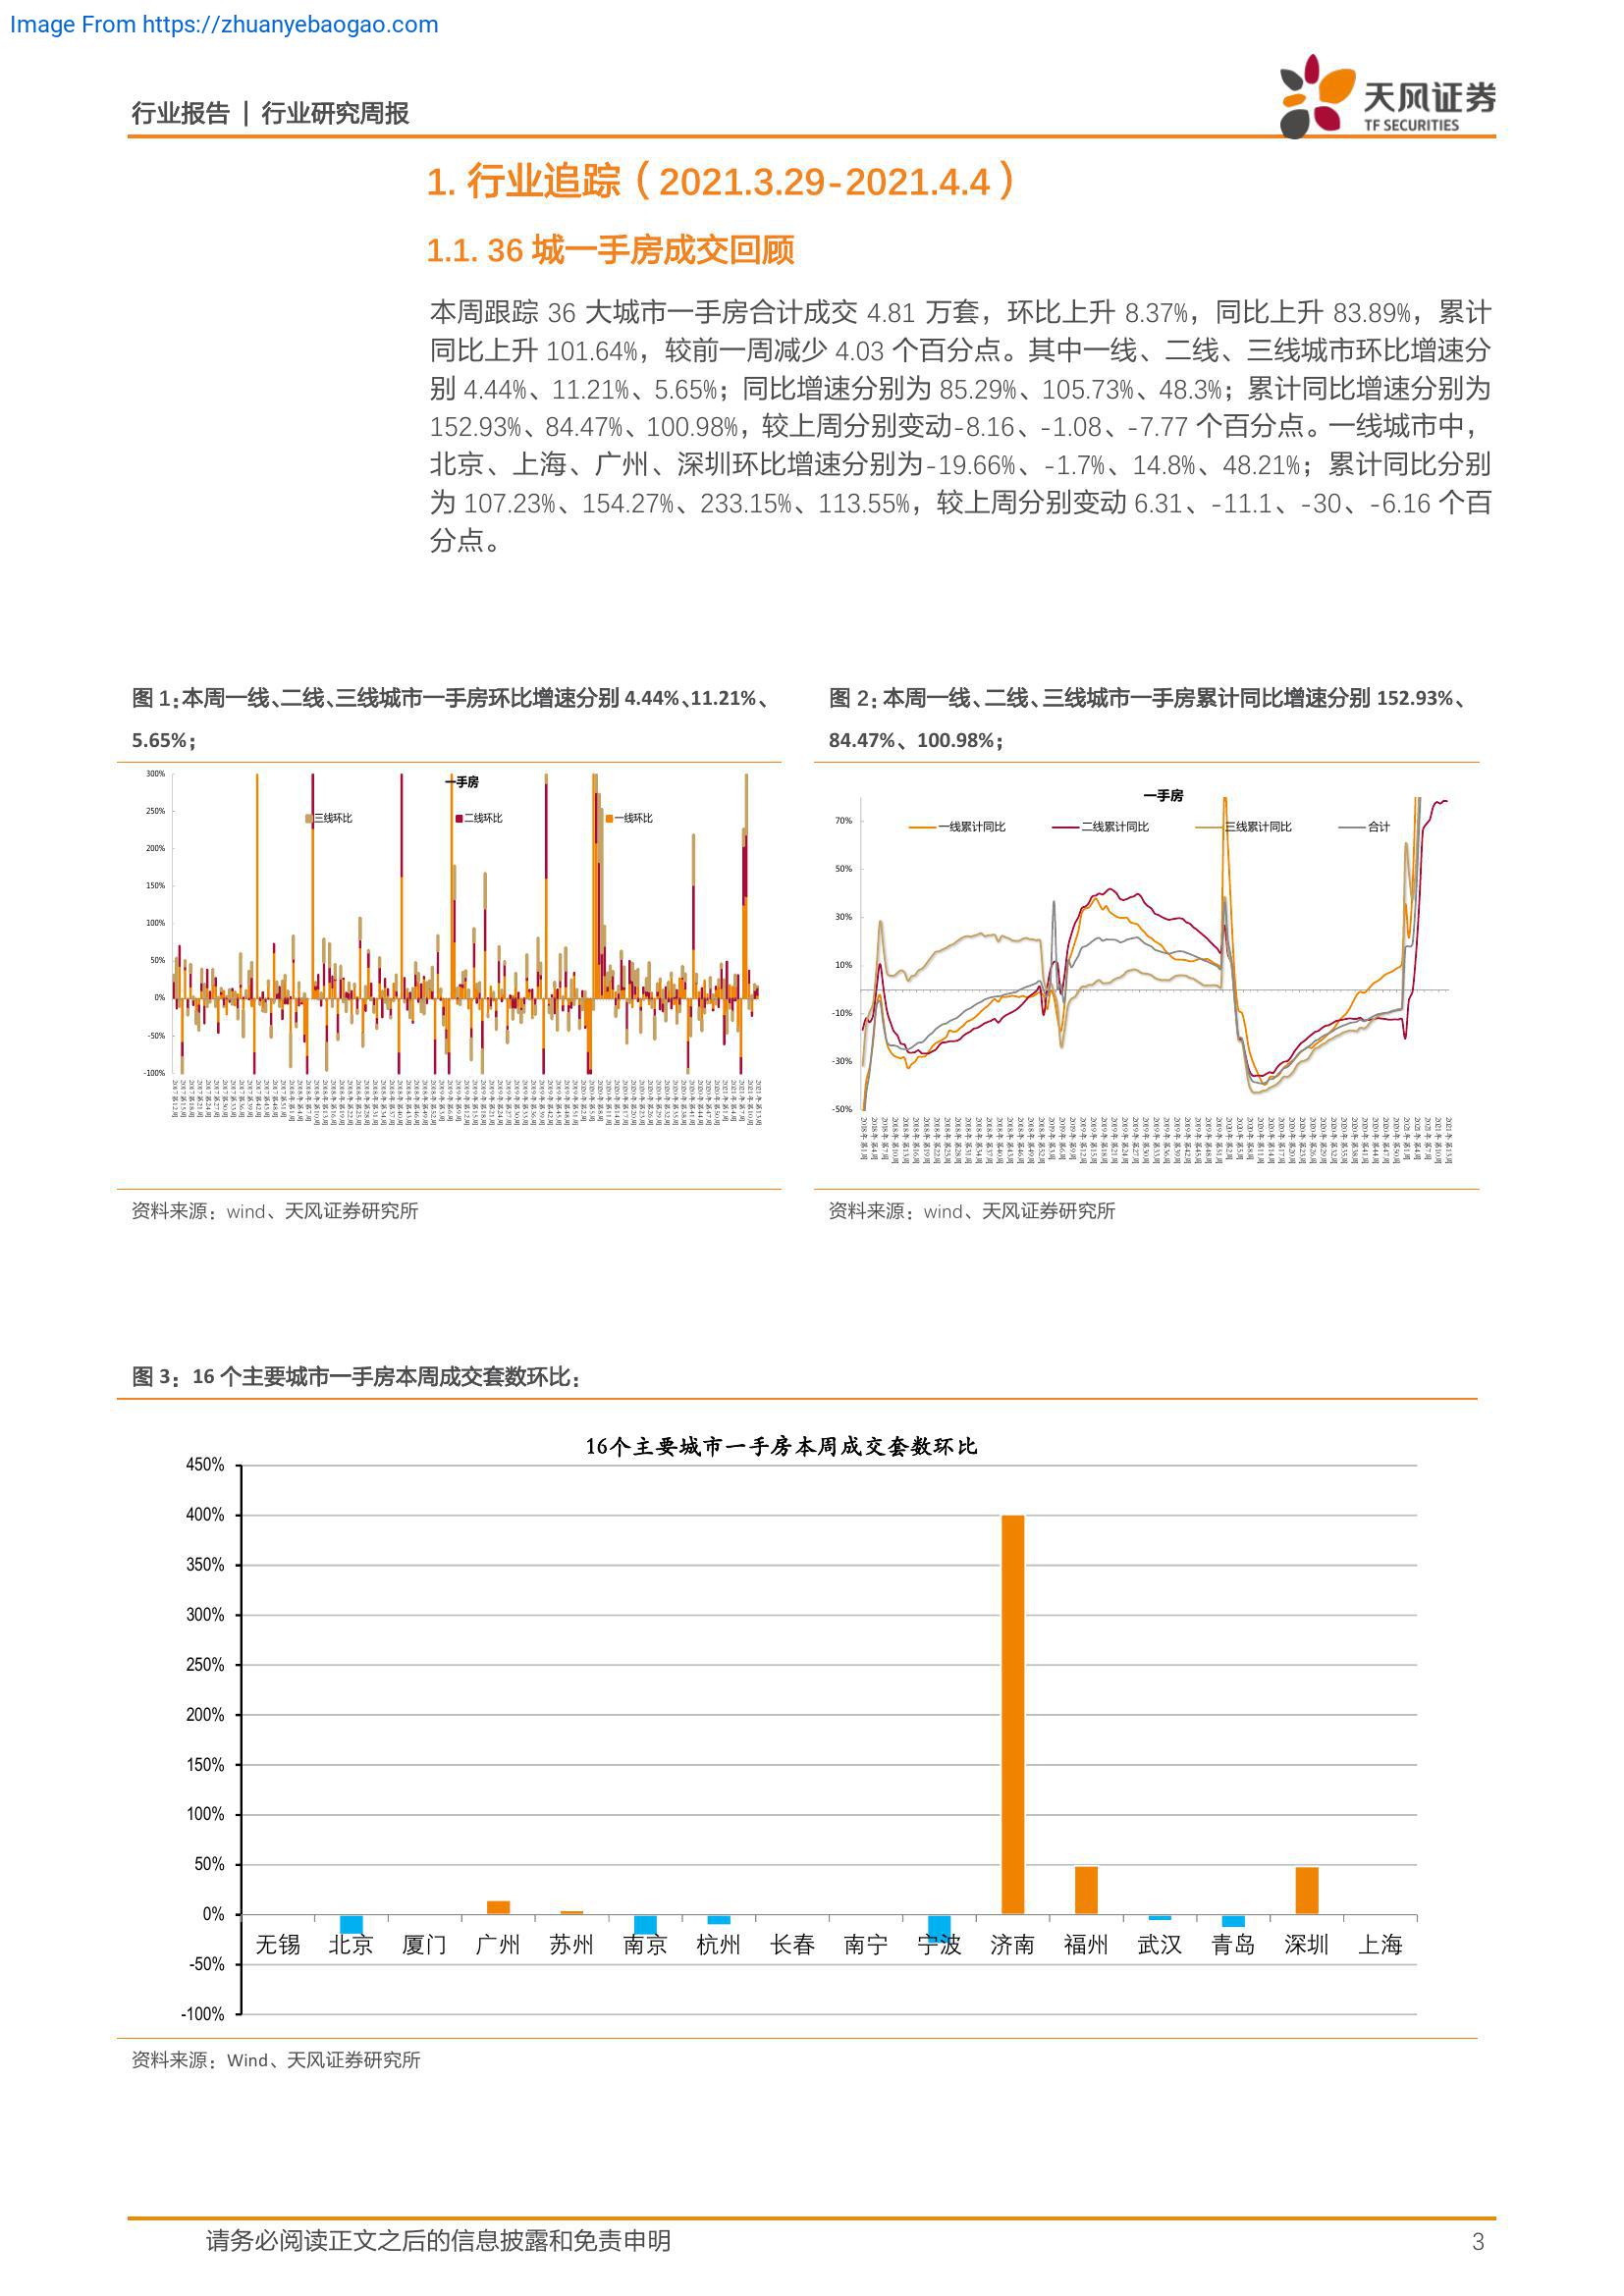 Image From https://zhuanyebaogao.com
行业报告 | 行业研究周报
天风证券
TF SECURITIES
1. 行业追踪（2021.3.29-2021.4.4）
1.1. 36 城一手房成交回顾
本周跟踪 36 大城市一手房合计成交 4.81 万套，环比上升 8.37%，同比上升 83.89%，累计
同比上升 101.64%，较前一周减少 4.03 个百分点。其中一线、二线、三线城市环比增速分
别 4.44%、11.21%、5.65%；同比增速分别为 85.29%、105.73%、48.3%；累计同比增速分别为
152.93%、84.47%、100.98%，较上周分别变动-8.16、-1.08、-7.77 个百分点。一线城市中，
北京、上海、广州、深圳环比增速分别为-19.66%、-1.7%、14.8%、48.21%；累计同比分别
为 107.23%、154.27%、233.15%、113.55%，较上周分别变动 6.31、-11.1、-30、-6.16 个百
分点。
图 1：本周一线、二线、三线城市一手房环比增速分别 4.44%、11.21%、
5.65%；
一手房
三线环比 二线环比 一线环比
300%
250%
200%
150%
100%
50%
0%
-50%
-100%
资料来源：wind、天风证券研究所
图 2：本周一线、二线、三线城市一手房累计同比增速分别 152.93%、
84.47%、100.98%；
一手房
一线累计同比 二线累计同比 三线累计同比 合计
70%
50%
30%
10%
-10%
-30%
-50%
资料来源：wind、天风证券研究所
图 3：16 个主要城市一手房本周成交套数环比：
16个主要城市一手房本周成交套数环比
450%
400%
350%
300%
250%
200%
150%
100%
50%
0%
无锡 北京 厦门 广州 苏州 南京 杭州 长春 南宁 宁波 济南 福州 武汉 青岛 深圳 上海
-50%
-100%
资料来源：Wind、天风证券研究所
请务必阅读正文之后的信息披露和免责申明
3